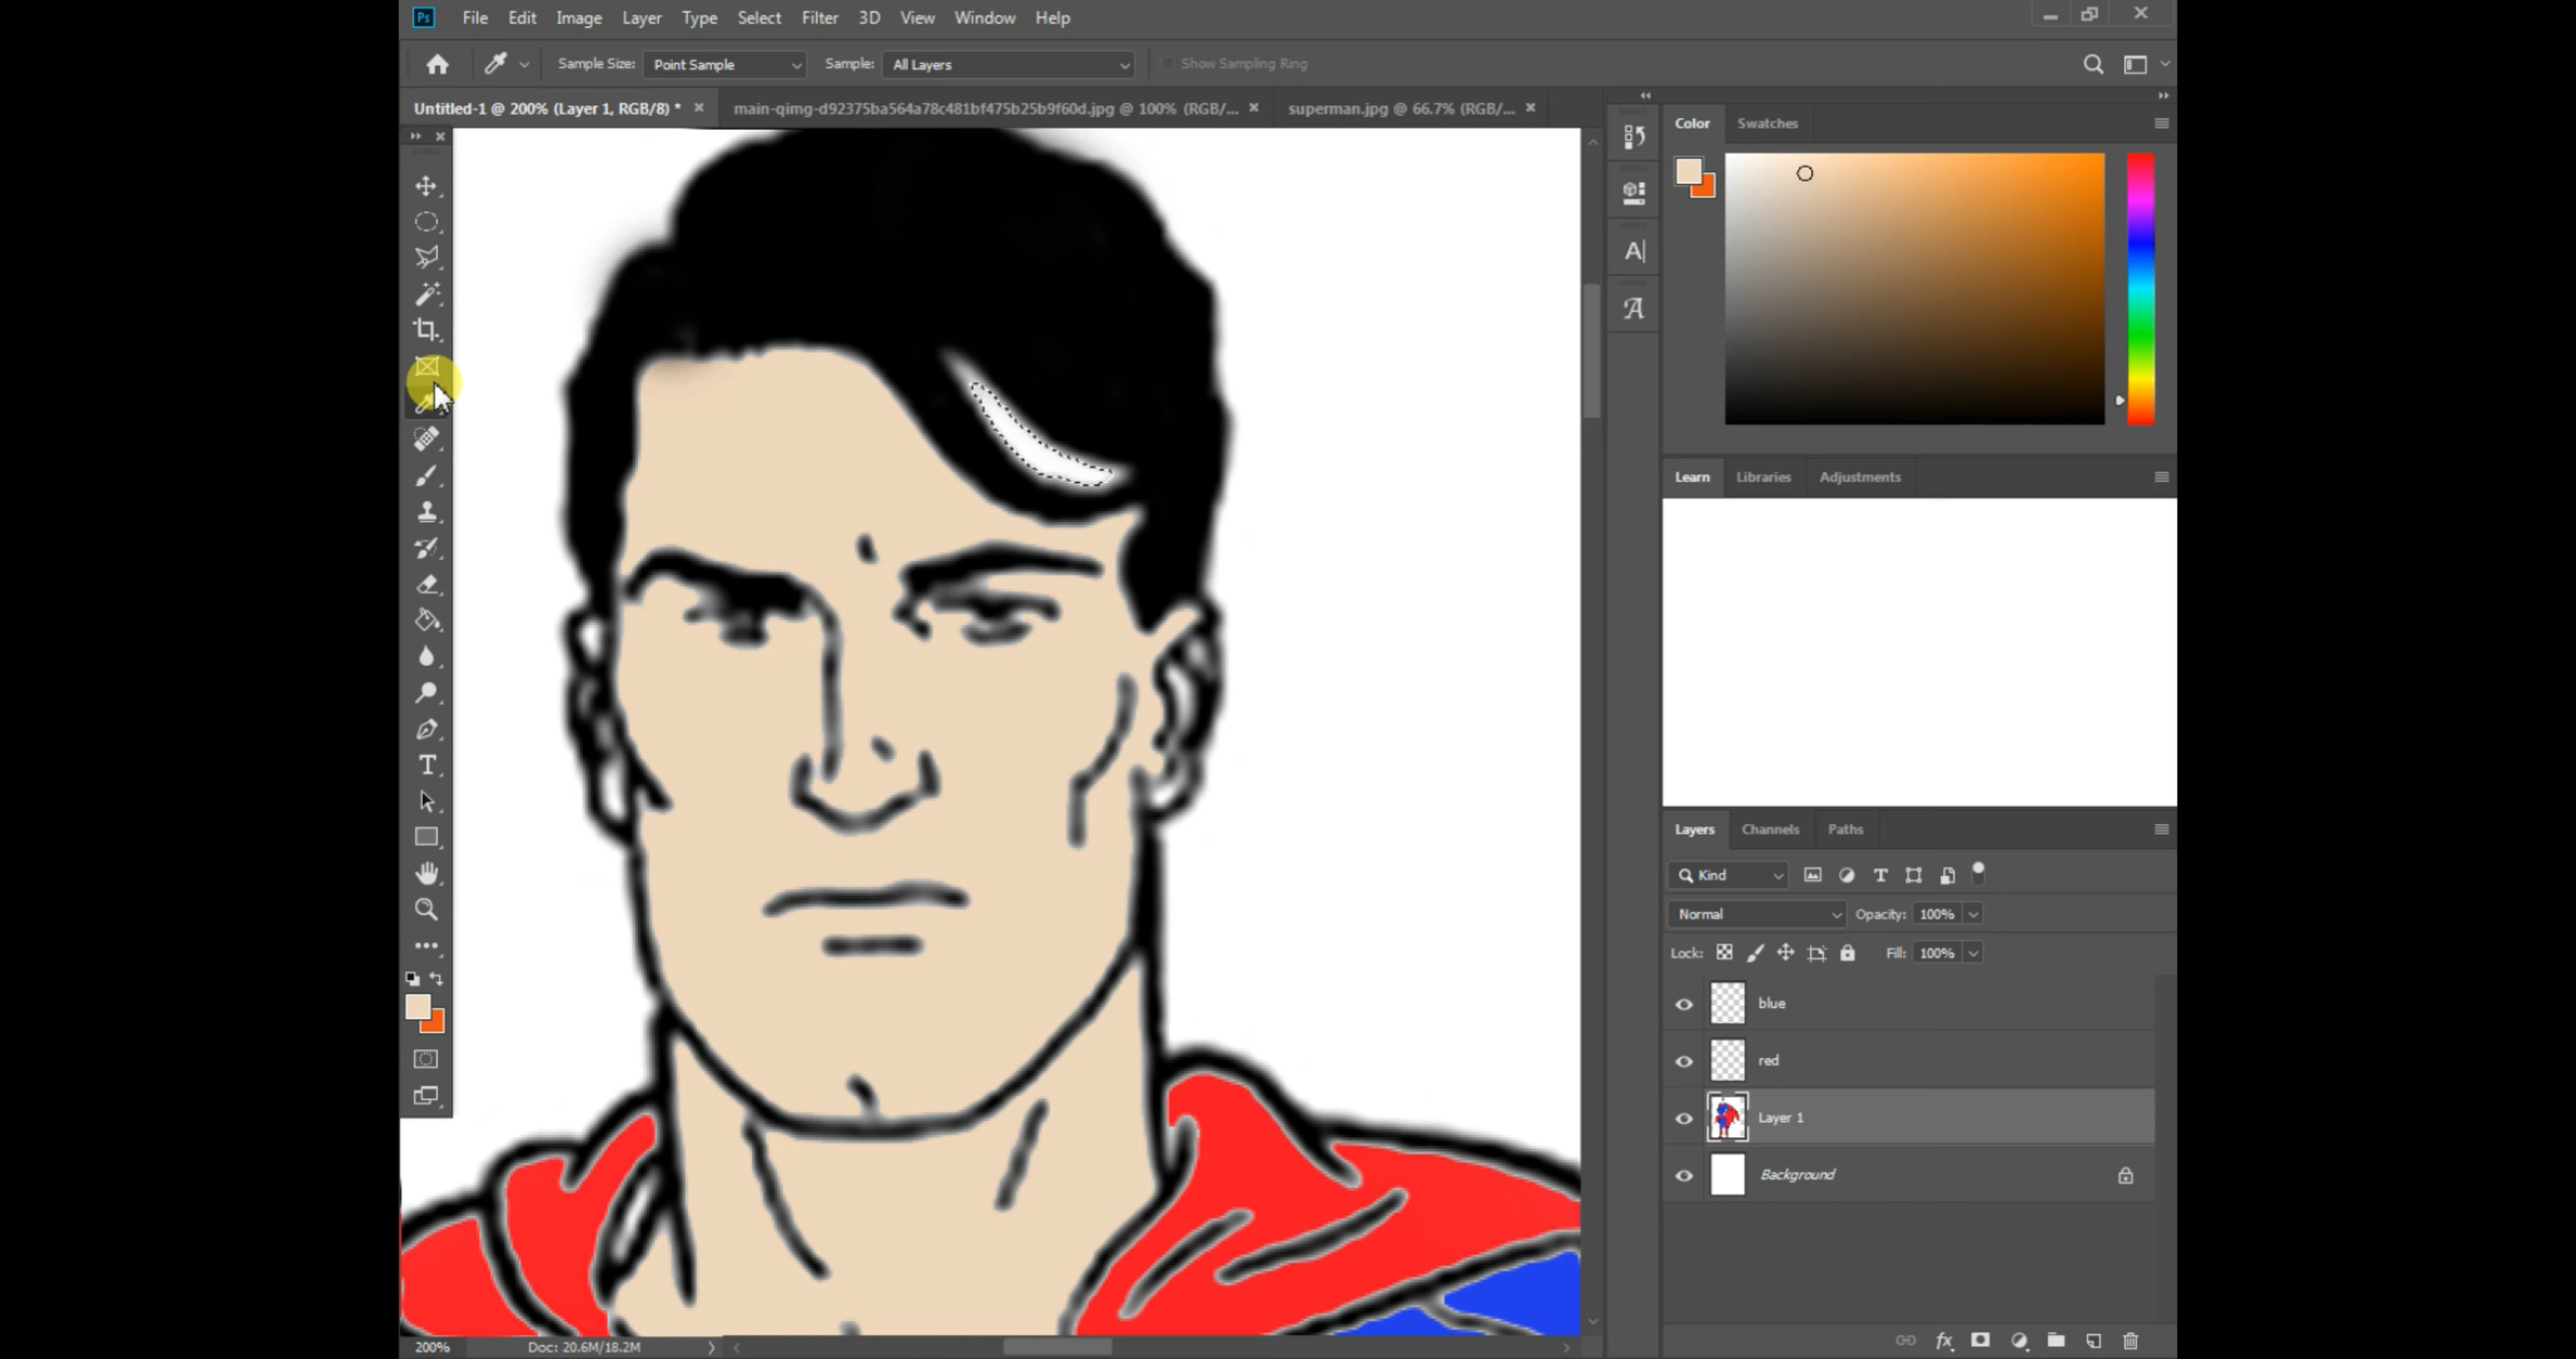 Ps File Edit Image Layer Type Select Filter 3D View Window Help
Sample Size: Point Sample Sample: All Layers Show Sampling Ring
Untitled-1 @ 200% (Layer 1, RGB/8) * × main-qimg-d92375ba564a78c481bf475b25b9f60d.jpg @ 100% (RGB/... × superman.jpg @ 66.7% (RGB/... ×
Color Swatches
Learn Libraries Adjustments
Layers Channels Paths
Kind
Normal Opacity: 100%
Lock: Fill: 100%
blue
red
Layer 1
Background
200% Doc: 20.6M/18.2M